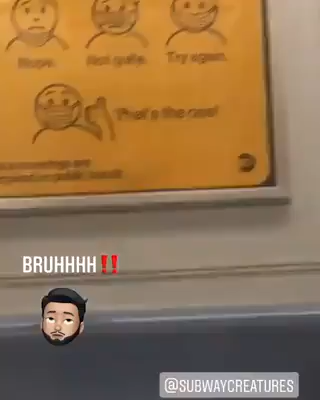 Nope. Not quite. Try again.
That's the one!
BRUHHHH‼️
@SUBWAYCREATURES